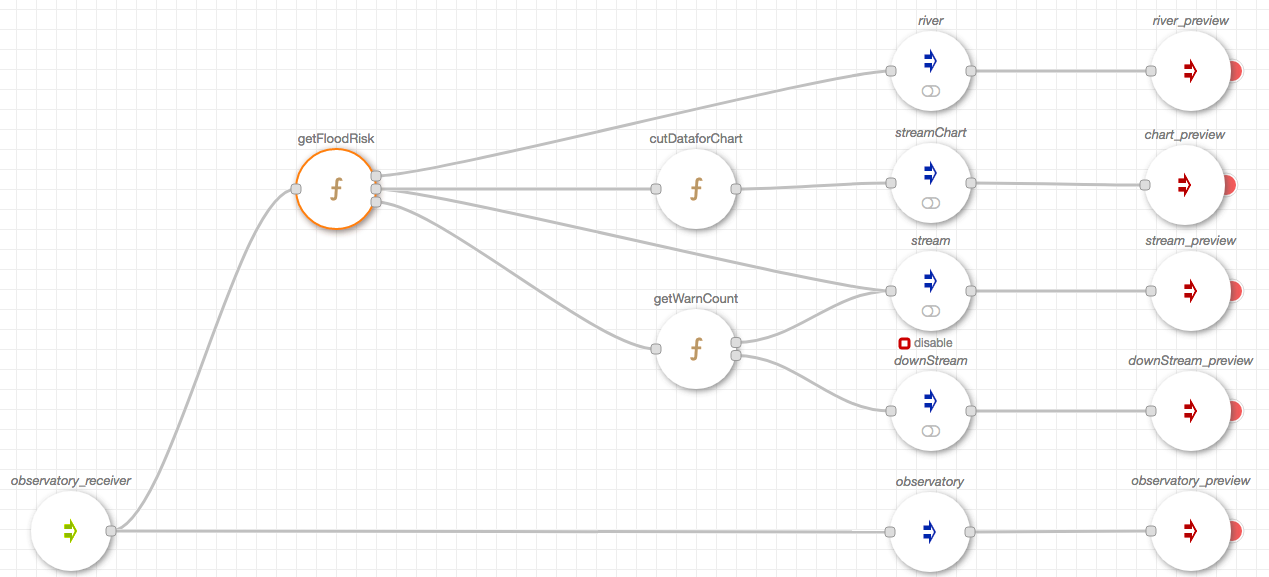 river
river_preview
getFloodRisk
cutDataforChart
streamChart
chart_preview
stream
stream_preview
getWarnCount
disable
downStream
downStream_preview
observatory_receiver
observatory
observatory_preview